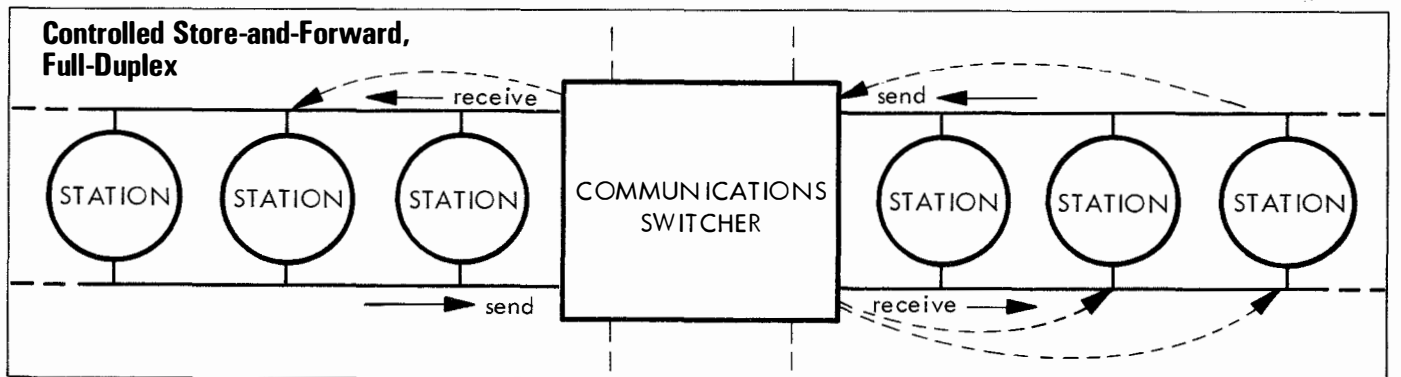 Controlled Store-and-Forward,
Full-Duplex
receive
send
STATION
STATION
STATION
COMMUNICATIONS
SWITCHER
STATION
STATION
STATION
send
receive